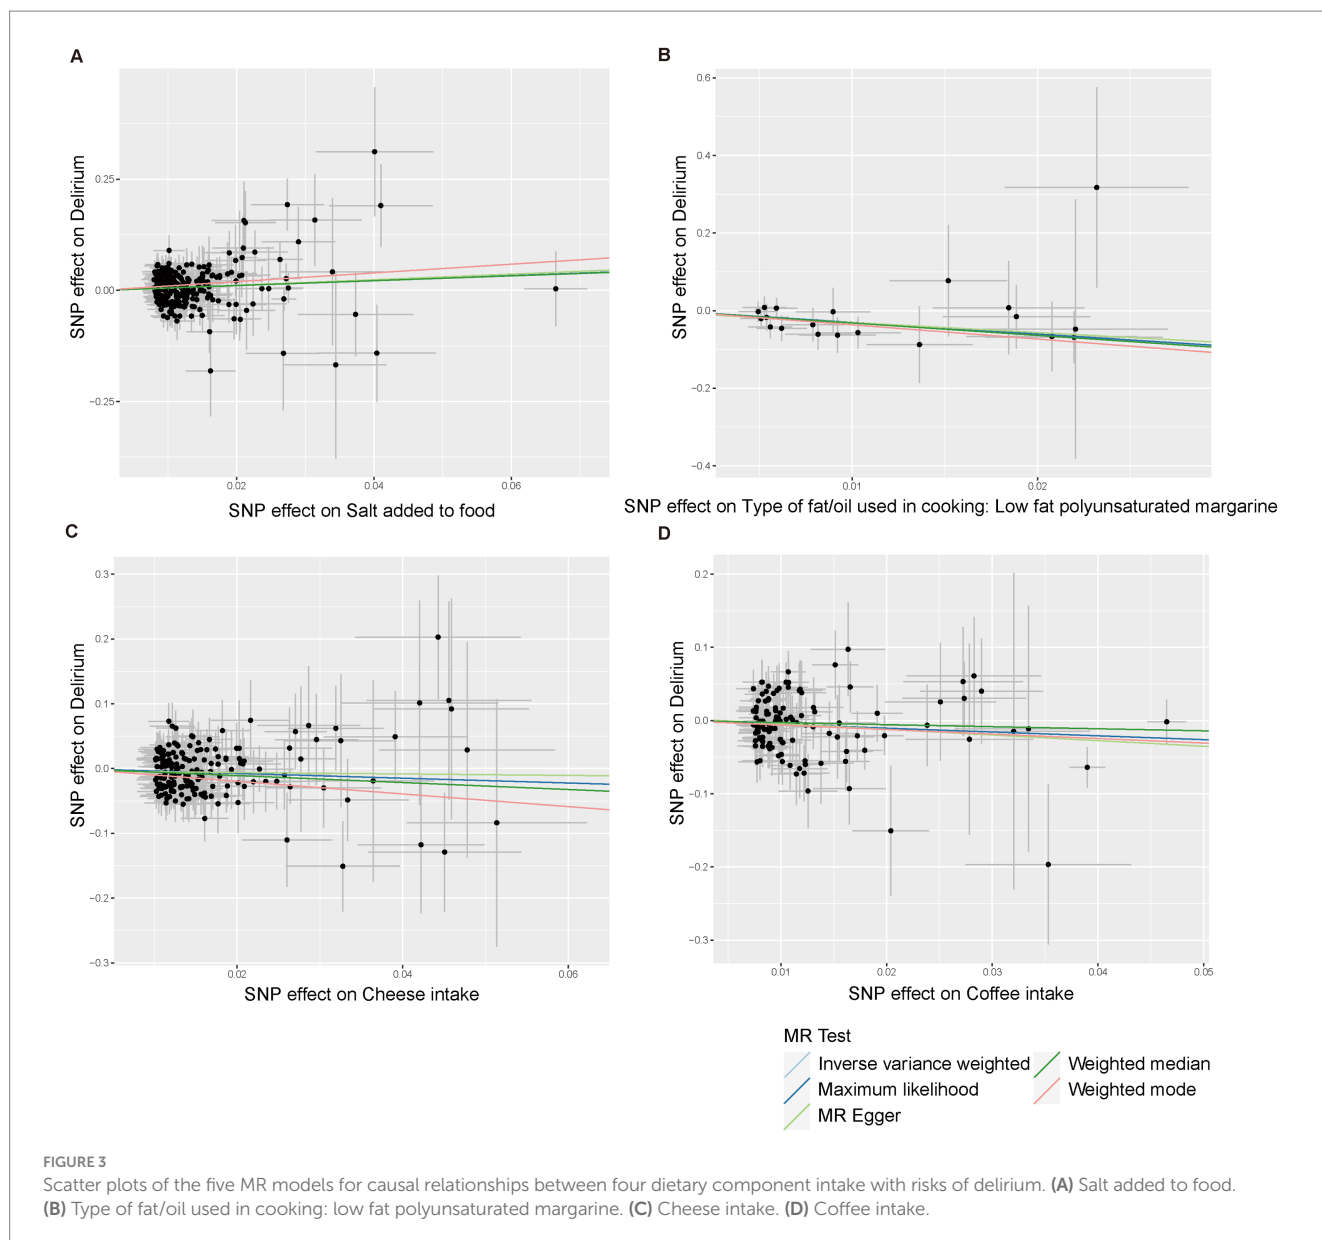 A
0.25
0.00
−0.25
0.02
0.04
0.06
SNP effect on Delirium
SNP effect on Salt added to food
B
0.6
0.4
0.2
0.0
−0.2
−0.4
0.01
0.02
SNP effect on Delirium
SNP effect on Type of fat/oil used in cooking: Low fat polyunsaturated margarine
C
0.3
0.2
0.1
0.0
−0.1
−0.2
−0.3
0.02
0.04
0.06
SNP effect on Delirium
SNP effect on Cheese intake
D
0.2
0.1
0.0
−0.1
−0.2
−0.3
0.01
0.02
0.03
0.04
0.05
SNP effect on Delirium
SNP effect on Coffee intake
MR Test
Inverse variance weighted
Maximum likelihood
MR Egger
Weighted median
Weighted mode
FIGURE 3
Scatter plots of the five MR models for causal relationships between four dietary component intake with risks of delirium. (A) Salt added to food.
(B) Type of fat/oil used in cooking: low fat polyunsaturated margarine. (C) Cheese intake. (D) Coffee intake.